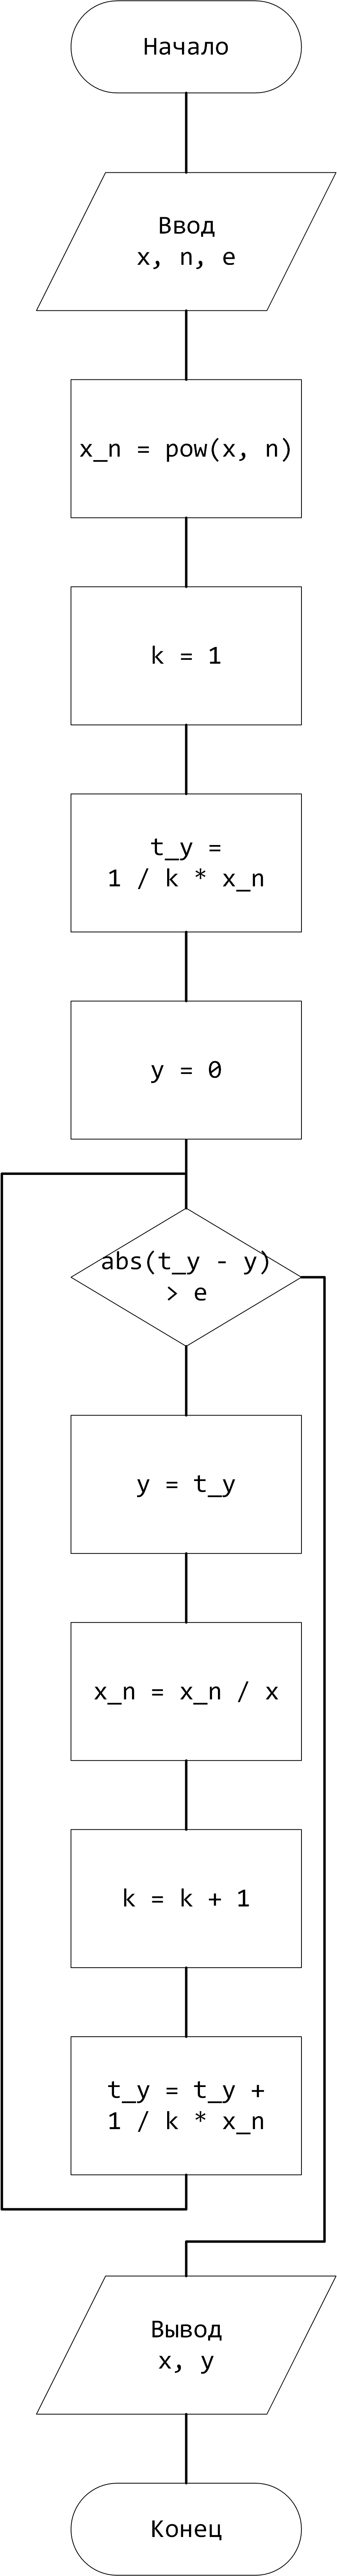 Начало
Ввод
x, n, e
x_n = pow(x, n)
k = 1
t_y =
1 / k * x_n
y = 0
abs(t_y - y)
> e
y = t_y
x_n = x_n / x
k = k + 1
t_y = t_y +
1 / k * x_n
Вывод
x, y
Конец